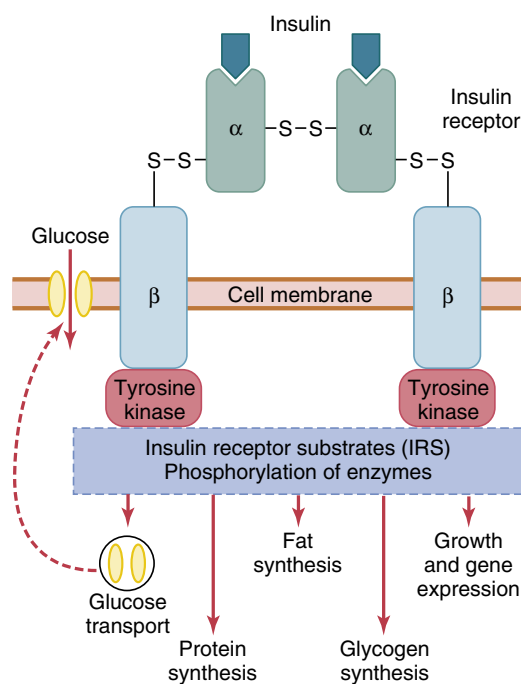 Insulin
Insulin
receptor
α
α
S–S
S–S
S–S
Glucose
β
β
Cell membrane
Tyrosine
kinase
Tyrosine
kinase
Insulin receptor substrates (IRS)
Phosphorylation of enzymes
Glucose
transport
Protein
synthesis
Fat
synthesis
Glycogen
synthesis
Growth
and gene
expression